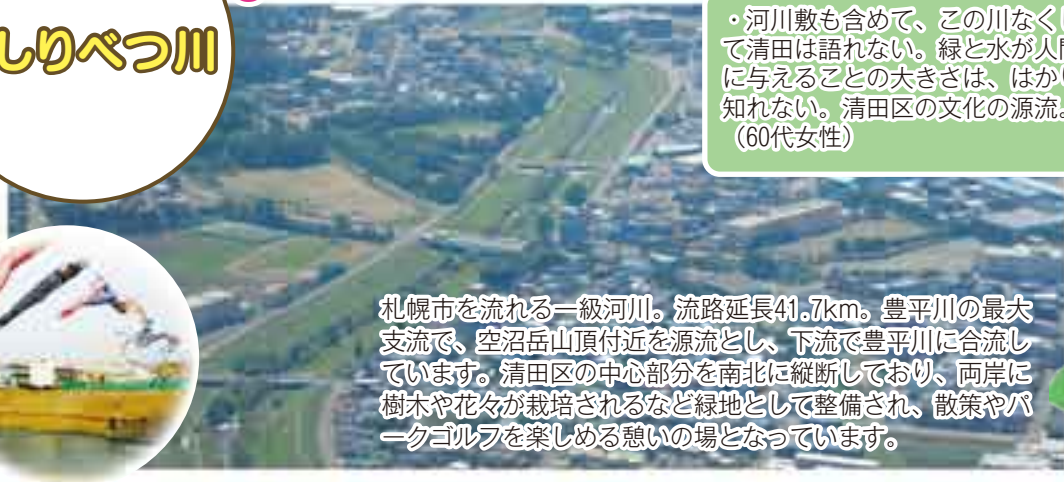 しりべつ川
・河川敷も含めて、この川なく
て清田は語れない。緑と水が人間
に与えることの大きさは、はかり
知れない。清田区の文化の源流。
（60代女性）
札幌市を流れる一級河川。流路延長41.7km。豊平川の最大
支流で、空沼岳山頂付近を源流とし、下流で豊平川に合流し
ています。清田区の中心部分を南北に縦断しており、両岸に
樹木や花々が栽培されるなど緑地として整備され、散策やパ
ークゴルフを楽しめる憩いの場となっています。